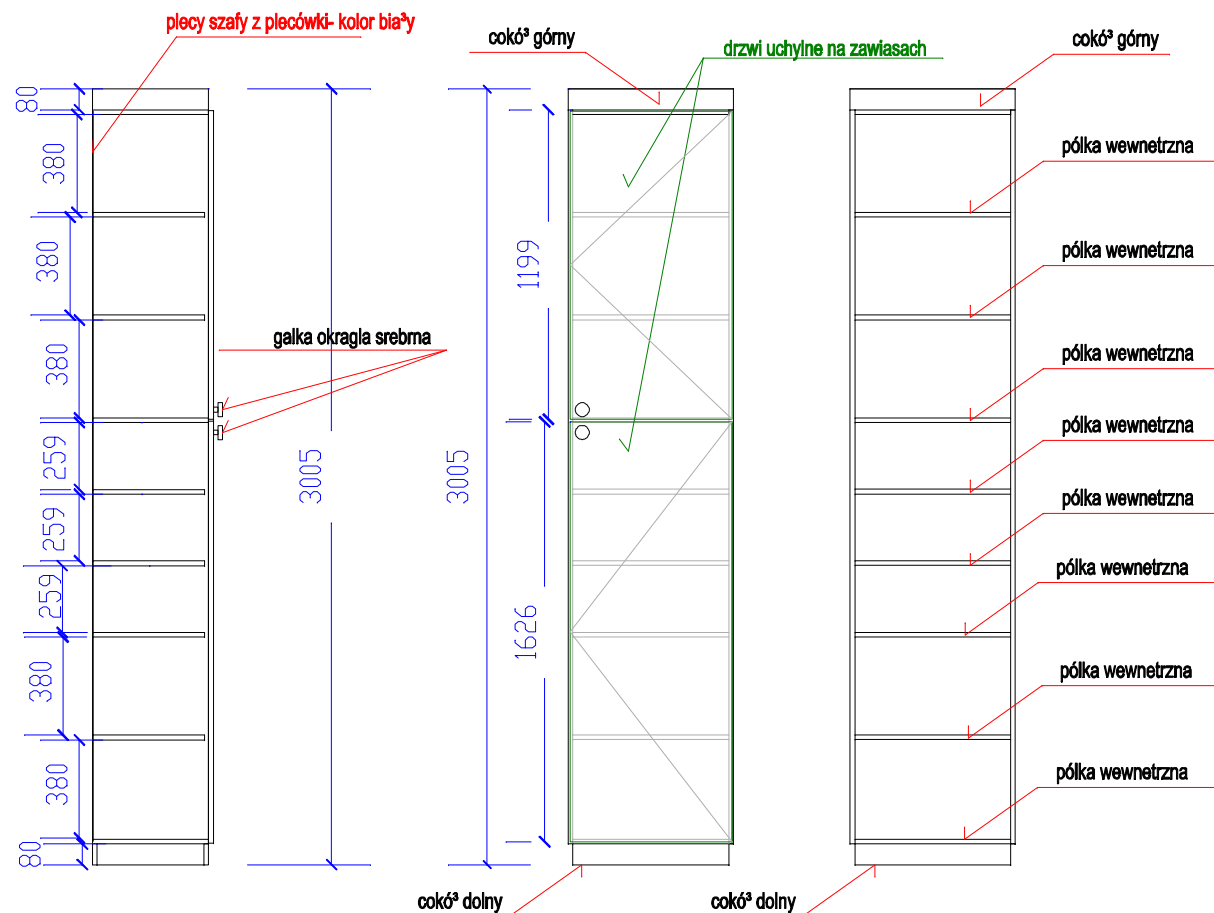 plecy szafy z plecówki- kolor bia³y
cokó³ górny
drzwi uchylne na zawiasach
cokó³ górny
80
380
380
380
259
259
259
380
380
80
galka okragla srebrna
3005
3005
1199
1626
pólka wewnetrzna
pólka wewnetrzna
pólka wewnetrzna
pólka wewnetrzna
pólka wewnetrzna
pólka wewnetrzna
pólka wewnetrzna
pólka wewnetrzna
cokó³ dolny
cokó³ dolny